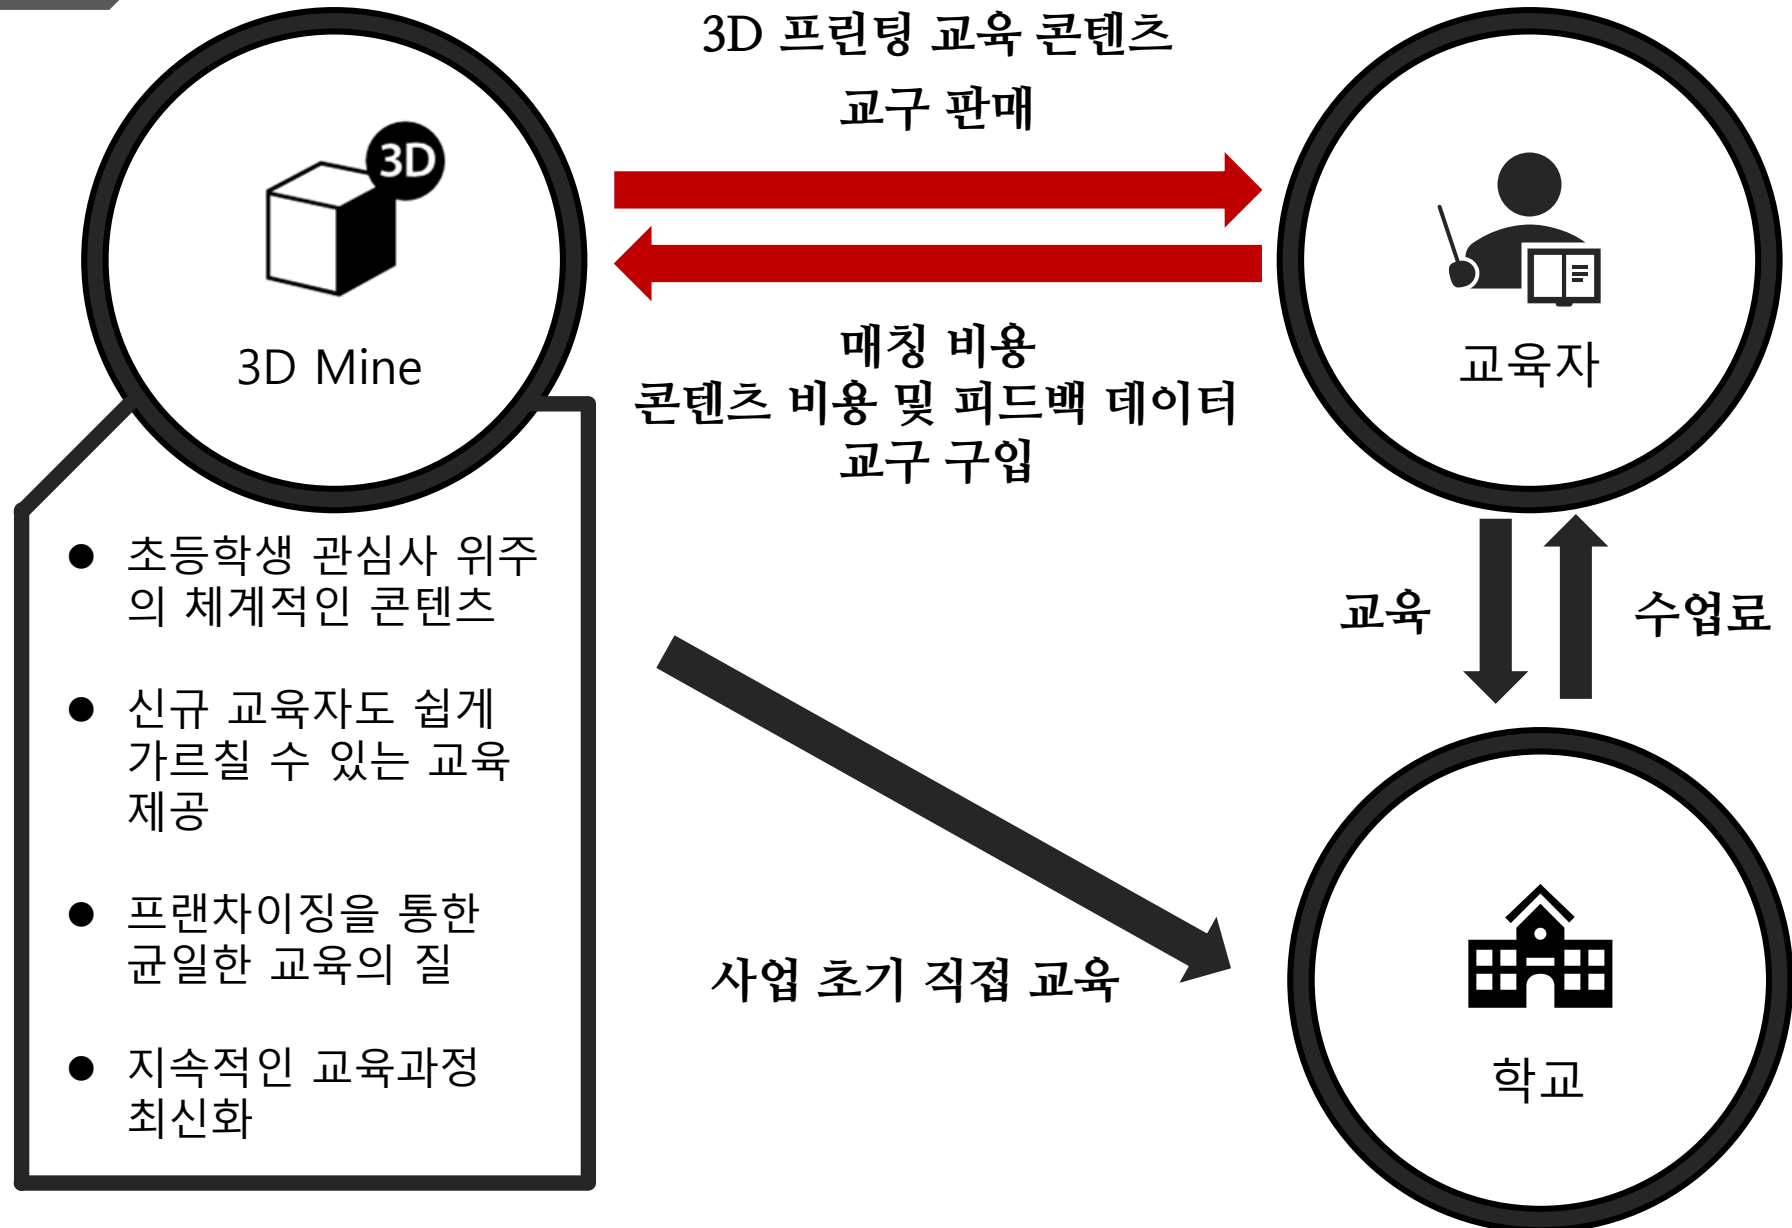 3D 프린팅 교육 콘텐츠
교구 판매
3D
3D Mine
매칭 비용
콘텐츠 비용 및 피드백 데이터
교구 구입
교육자
● 초등학생 관심사 위주
의 체계적인 콘텐츠
● 신규 교육자도 쉽게
가르칠 수 있는 교육
제공
● 프랜차이징을 통한
균일한 교육의 질
● 지속적인 교육과정
최신화
교육
수업료
사업 초기 직접 교육
학교